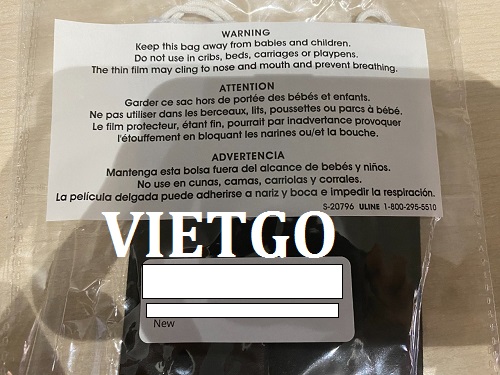 WARNING
Keep this bag away from babies and children.
Do not use in cribs, beds, carriages or playpens.
The thin film may cling to nose and mouth and prevent breathing.
ATTENTION
Garder ce sac hors de portée des bébés et enfants.
Ne pas utiliser dans les berceaux, lits, poussettes ou parcs à bébé.
Le film protecteur, étant fin, pourrait par inadvertance provoquer
l'étouffement en bloquant les narines ou/et la bouche.
ADVERTENCIA
Mantenga esta bolsa fuera del alcance de bebés y niños.
No use en cunas, camas, carriolas y corrales.
La película delgada puede adherirse a nariz y boca e impedir la respiración.
S-20796 ULINE 1-800-295-5510
VIETGO
New